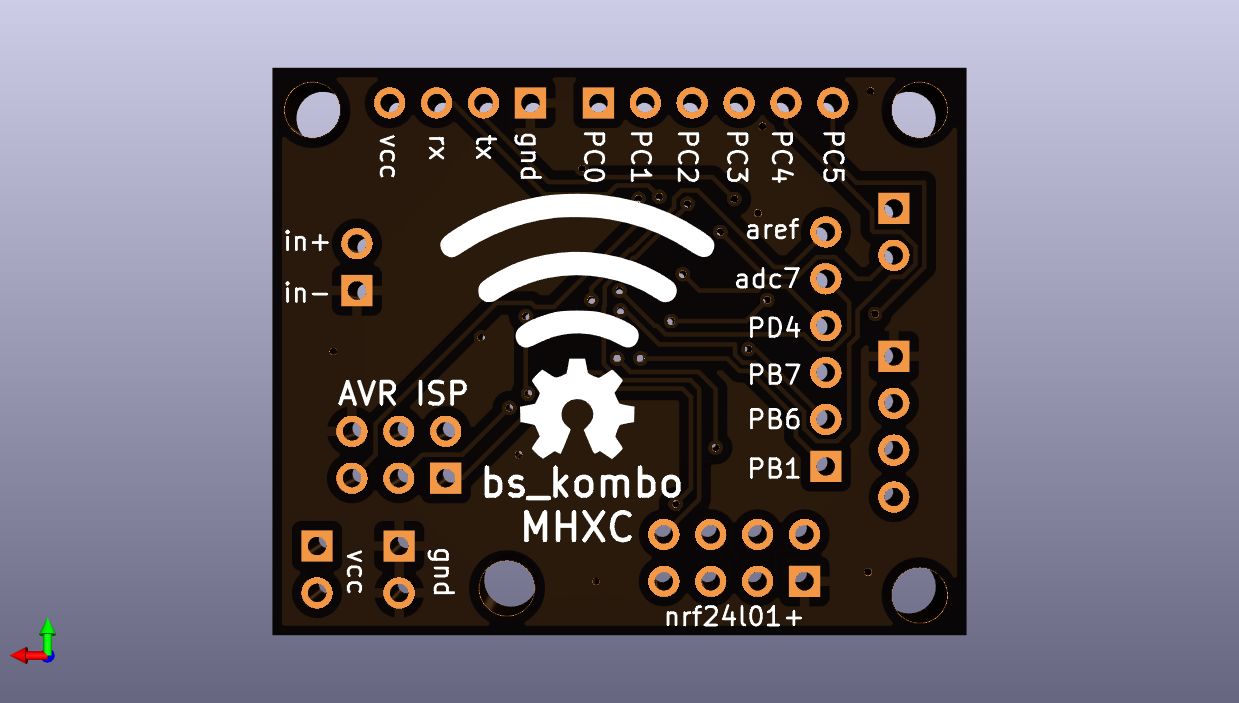 vcc
rx
tx
gnd
PC0
PC1
PC2
PC3
PC4
PC5
in+
in-
aref
adc7
PD4
PB7
PB6
PB1
AVR ISP
bs_kombo
MHXC
vcc
gnd
nrf24l01+